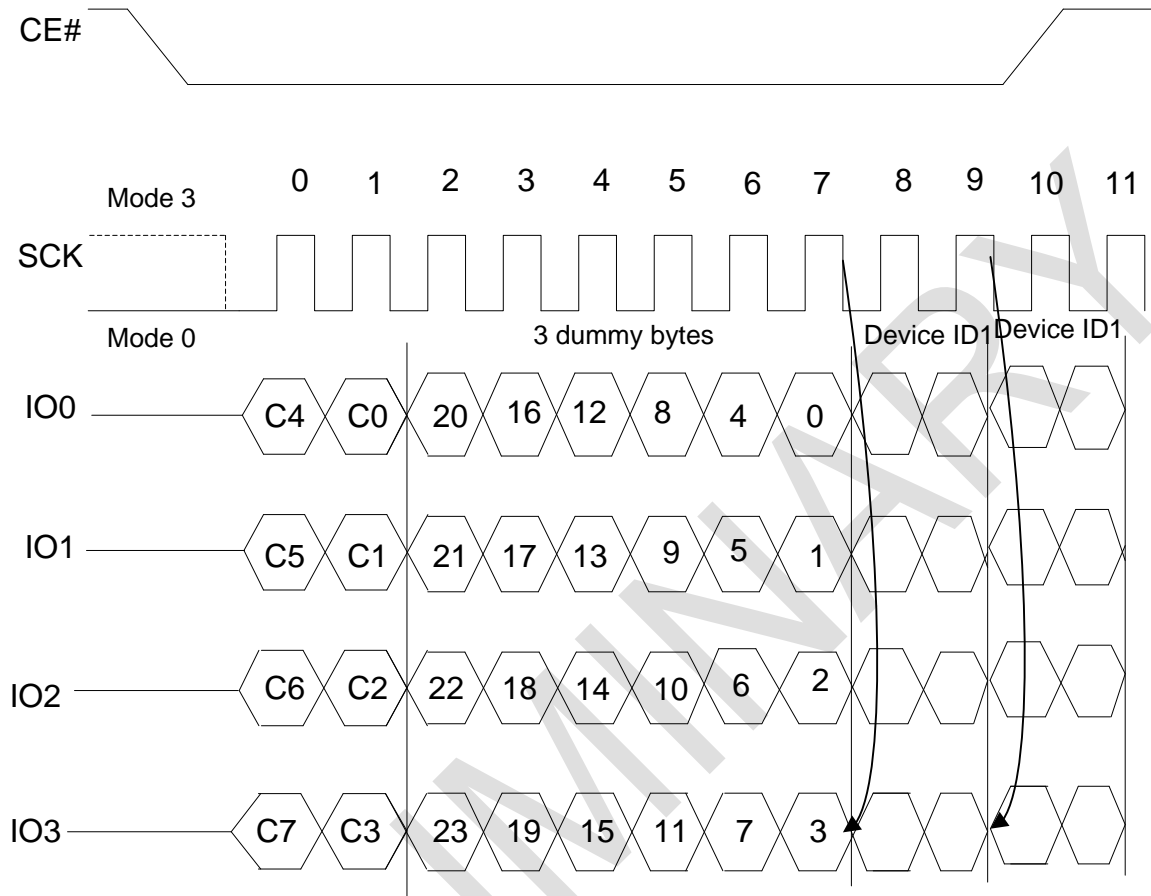 CE#
0 1 2 3 4 5 6 7 8 9 10 11
Mode 3
SCK
Mode 0 3 dummy bytes Device ID1 Device ID1
IO0 C4 C0 20 16 12 8 4 0
IO1 C5 C1 21 17 13 9 5 1
IO2 C6 C2 22 18 14 10 6 2
IO3 C7 C3 23 19 15 11 7 3
IMINARY